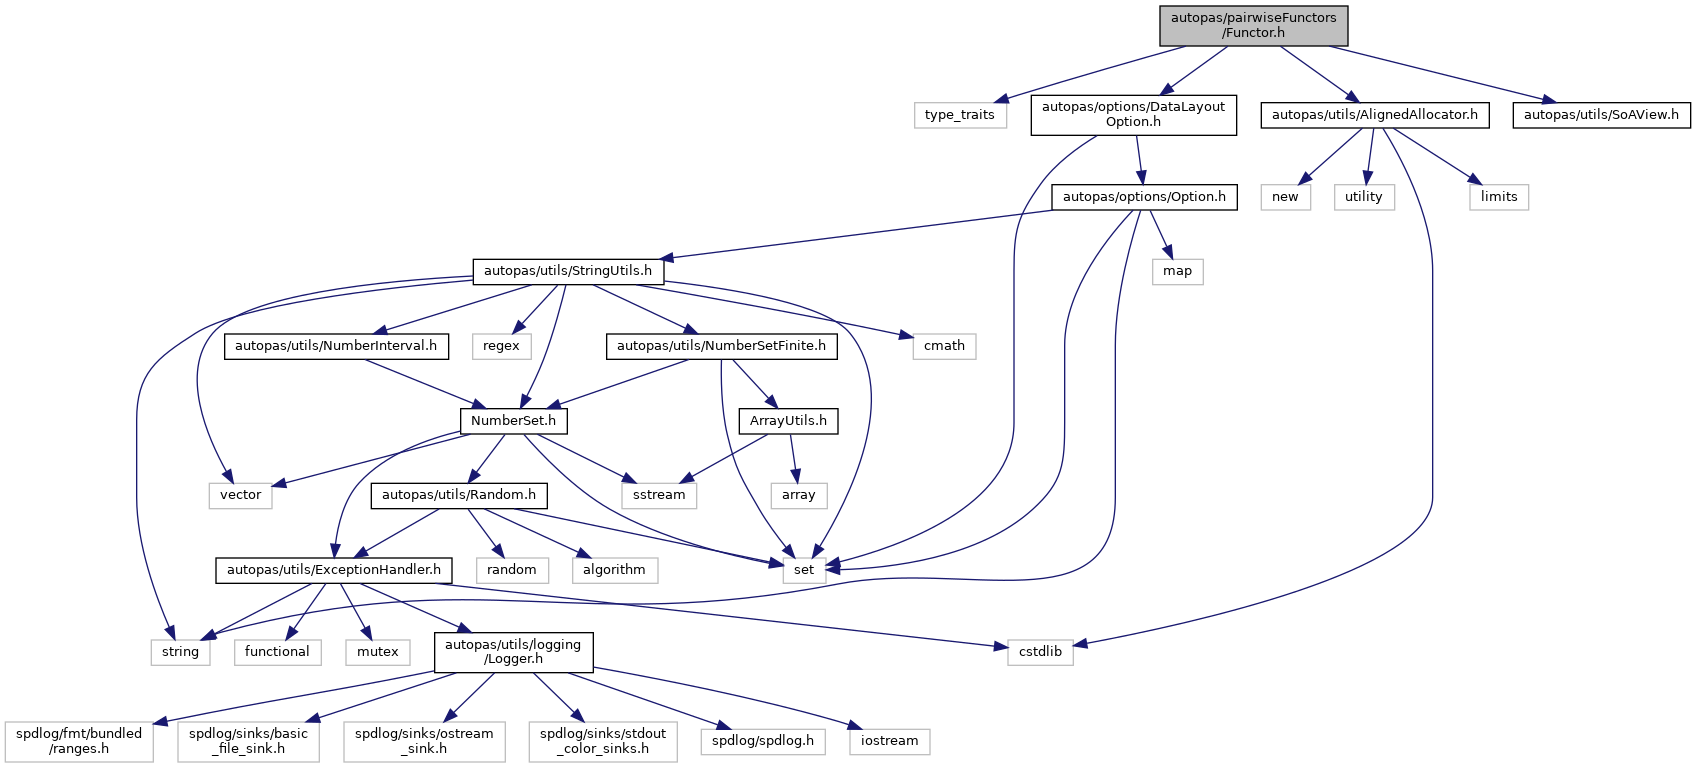 autopas/pairwiseFunctors
/Functor.h
type_traits
autopas/options/DataLayout
Option.h
autopas/utils/AlignedAllocator.h
autopas/utils/SoAView.h
autopas/options/Option.h
new
utility
limits
autopas/utils/StringUtils.h
map
autopas/utils/NumberInterval.h
regex
autopas/utils/NumberSetFinite.h
cmath
NumberSet.h
ArrayUtils.h
vector
autopas/utils/Random.h
sstream
array
autopas/utils/ExceptionHandler.h
random
algorithm
set
string
functional
mutex
autopas/utils/logging
/Logger.h
cstdlib
spdlog/fmt/bundled
/ranges.h
spdlog/sinks/basic
_file_sink.h
spdlog/sinks/ostream
_sink.h
spdlog/sinks/stdout
_color_sinks.h
spdlog/spdlog.h
iostream